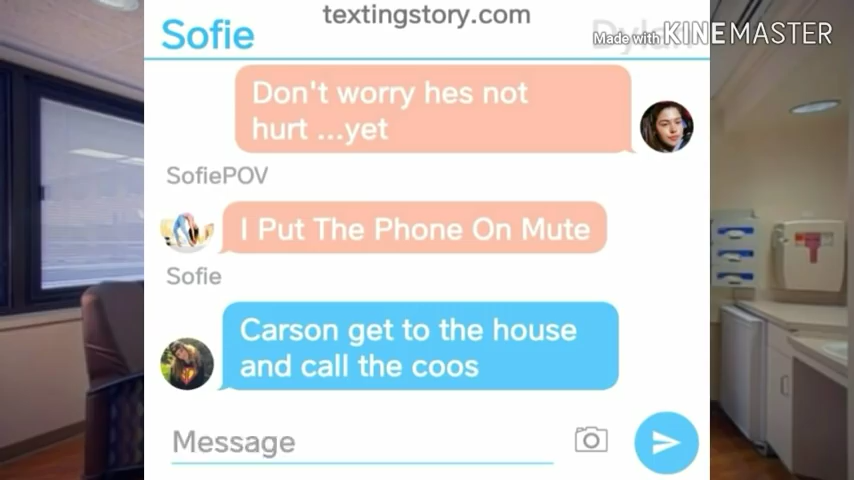 textingstory.com
Sofie
Made with KINEMASTER
Don't worry hes not
hurt ...yet
SofiePOV
I Put The Phone On Mute
Sofie
Carson get to the house
and call the coos
Message